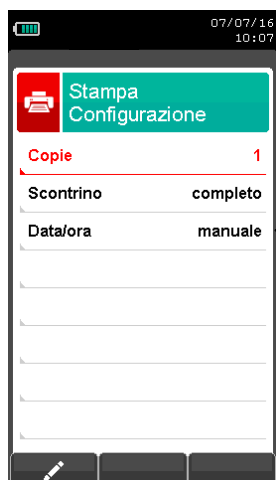 07/07/16
10:07
Stampa
Configurazione
Copie 1
Scontrino completo
Data/ora manuale